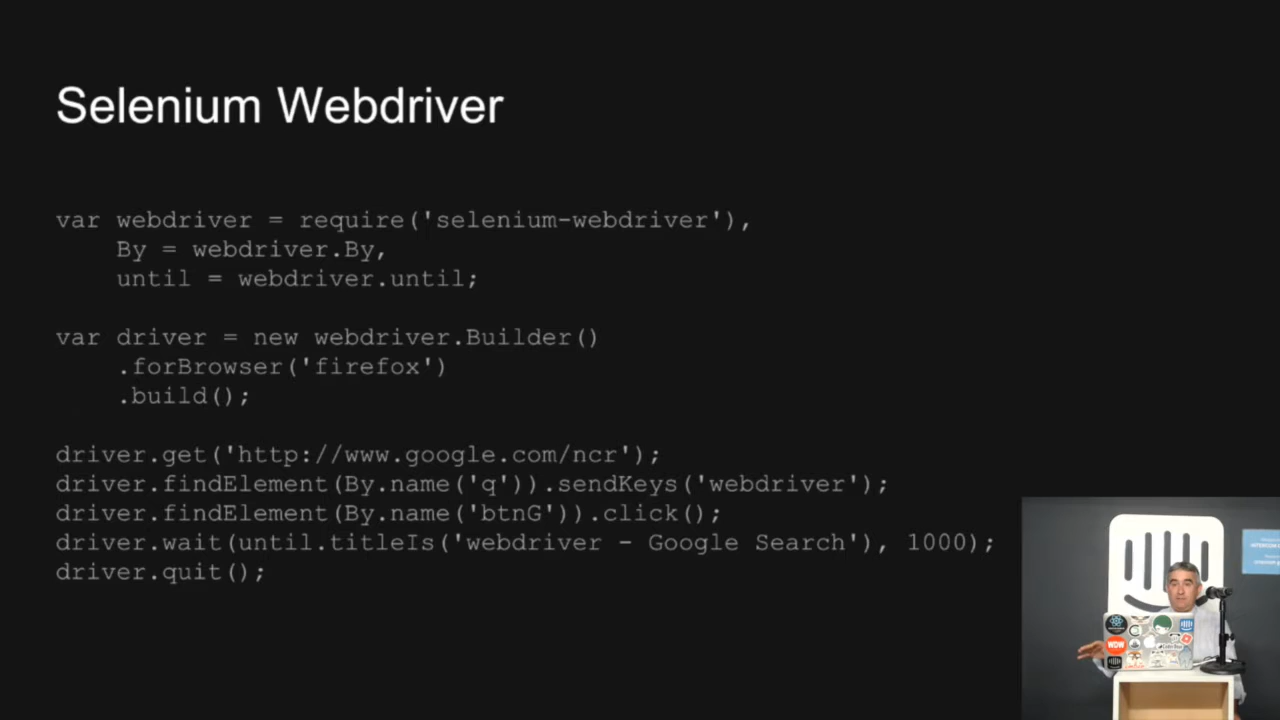 Selenium Webdriver
var webdriver = require('selenium-webdriver'),
    By = webdriver.By,
    until = webdriver.until;
var driver = new webdriver.Builder()
    .forBrowser('firefox')
    .build();
driver.get('http://www.google.com/ncr');
driver.findElement(By.name('q')).sendKeys('webdriver');
driver.findElement(By.name('btnG')).click();
driver.wait(until.titleIs('webdriver - Google Search'), 1000);
driver.quit();
WOW